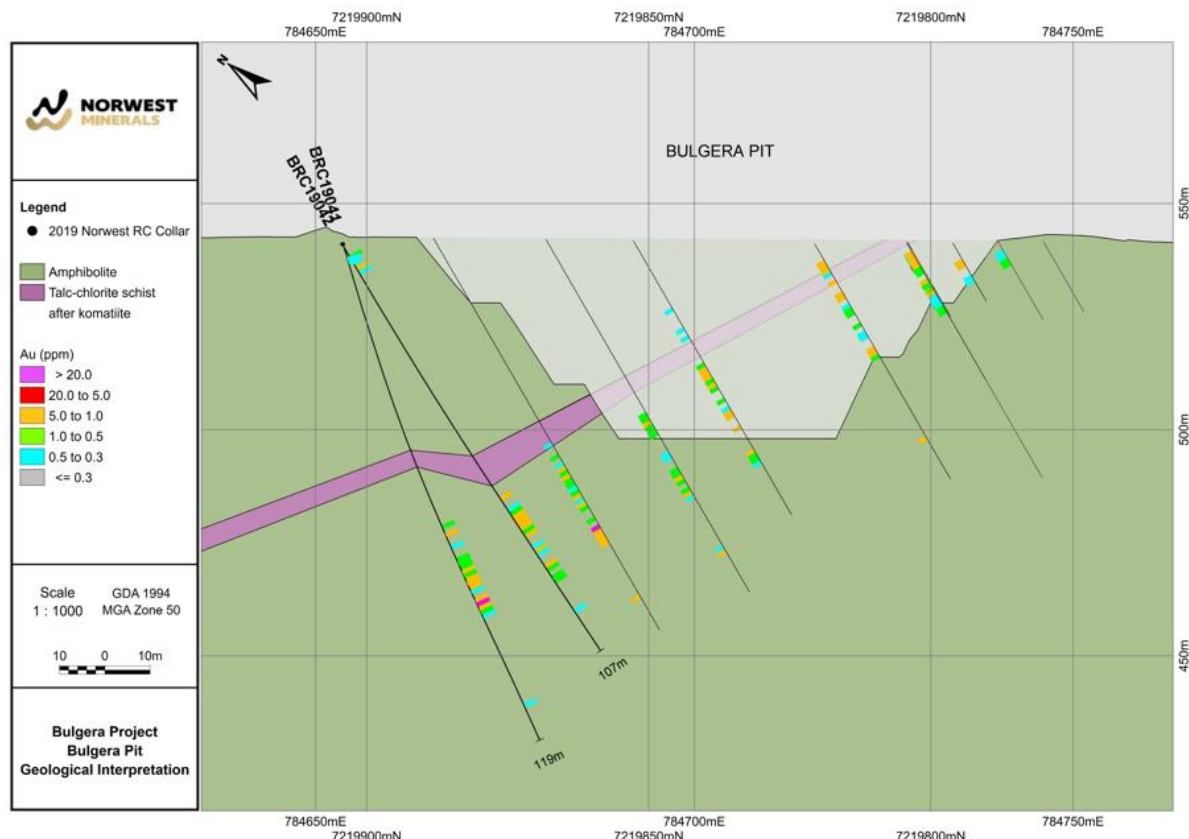 7219900mN 7219850mN 7219800mN
784650mE 784700mE 784750mE
N
NORWEST
MINERALS
BULGERA PIT
BRC19041
BRC19042
550m
500m
450m
Legend
2019 Norwest RC Collar
Amphibolite
Talc-chlorite schist
after komatiite
Au (ppm)
> 20.0
20.0 to 5.0
5.0 to 1.0
1.0 to 0.5
0.5 to 0.3
<= 0.3
Scale GDA 1994
1 : 1000 MGA Zone 50
10 0 10m
107m
119m
Bulgera Project
Bulgera Pit
Geological Interpretation
784650mE 784700mE 784750mE
7219900mN 7219850mN 7219800mN